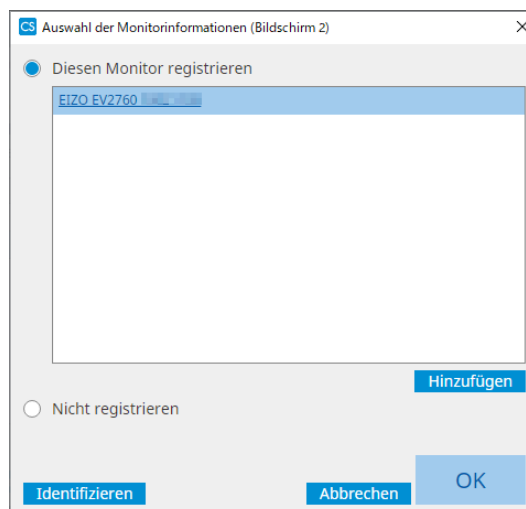 CS Auswahl der Monitorinformationen (Bildschirm 2)
Diesen Monitor registrieren
EIZO EV2760
Hinzufügen
Nicht registrieren
OK
Identifizieren
Abbrechen